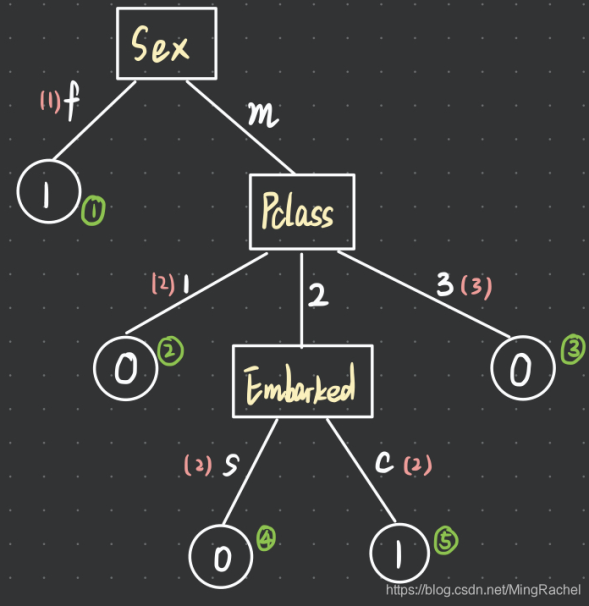 Sex
(1) f
m
1 ①
Pclass
(2) 1
2
3 (3)
0 ②
Embarked
0 ③
(2) S
C (2)
0 ④
1 ⑤
https://blog.csdn.net/MingRachel